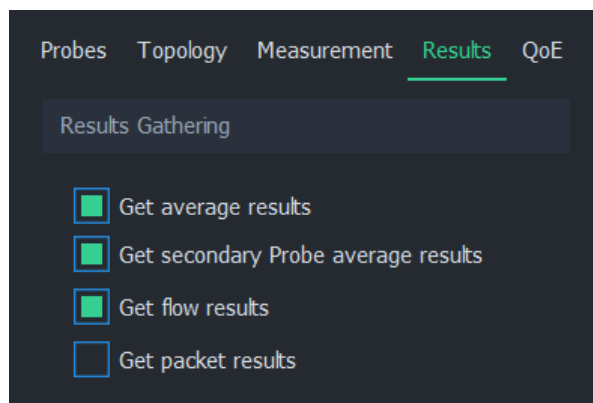 Probes Topology Measurement Results QoE
Results Gathering
Get average results
Get secondary Probe average results
Get flow results
Get packet results